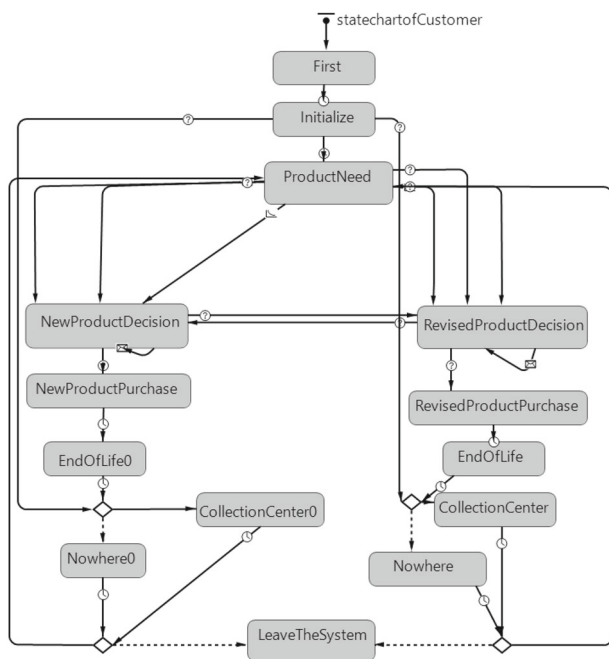 statechartofCustomer
First
Initialize
ProductNeed
NewProductDecision
RevisedProductDecision
NewProductPurchase
RevisedProductPurchase
EndOfLife0
EndOfLife
CollectionCenter0
CollectionCenter
Nowhere0
Nowhere
LeaveTheSystem